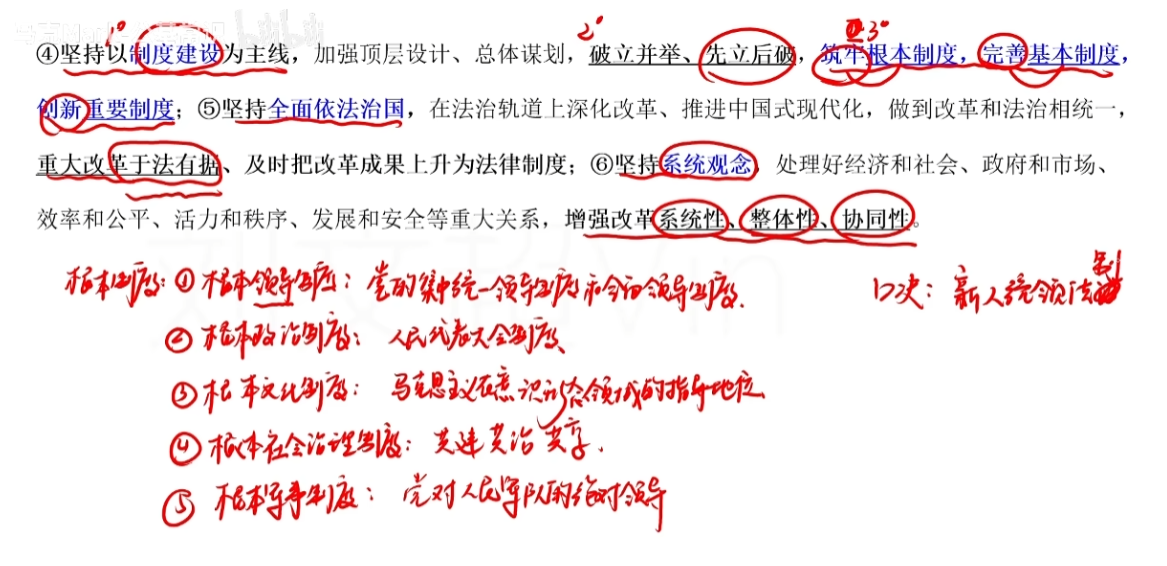 1° 2° 3°
④坚持以制度建设为主线，加强顶层设计、总体谋划，破立并举、先立后破，筑牢根本制度，完善基本制度，
创新重要制度；⑤坚持全面依法治国，在法治轨道上深化改革、推进中国式现代化，做到改革和法治相统一，
重大改革于法有据、及时把改革成果上升为法律制度；⑥坚持系统观念，处理好经济和社会、政府和市场、
效率和公平、活力和秩序、发展和安全等重大关系，增强改革系统性、整体性、协同性。
根本制度：①根本领导制度：党的集中统一领导制度和全面领导制度.
口诀：新人统领法制
②根本政治制度：人民代表大会制度
③根本文化制度：马克思主义在意识形态领域的指导地位
④根本社会治理制度：共建共治共享.
⑤根本军事制度：党对人民军队的绝对领导